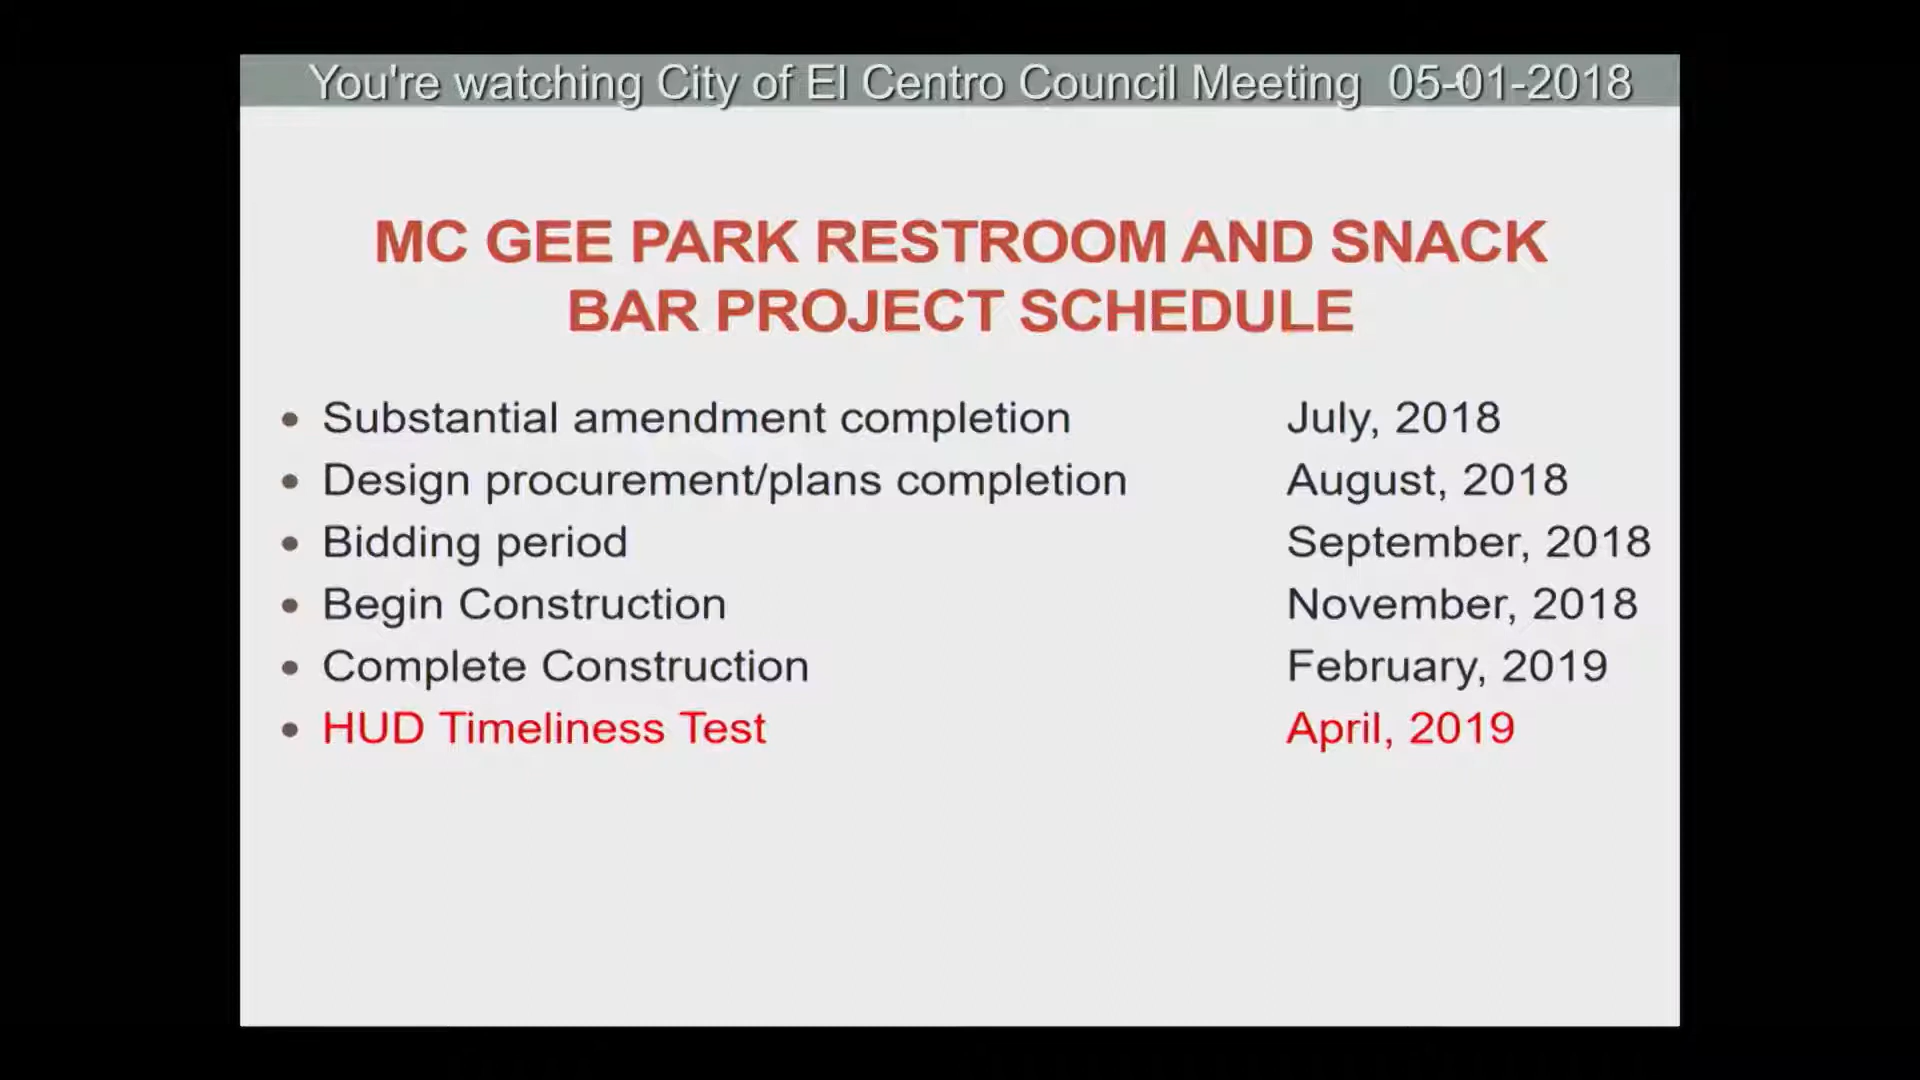 You're watching City of El Centro Council Meeting 05-01-2018
MC GEE PARK RESTROOM AND SNACK
BAR PROJECT SCHEDULE
• Substantial amendment completion July, 2018
• Design procurement/plans completion August, 2018
• Bidding period September, 2018
• Begin Construction November, 2018
• Complete Construction February, 2019
• HUD Timeliness Test April, 2019